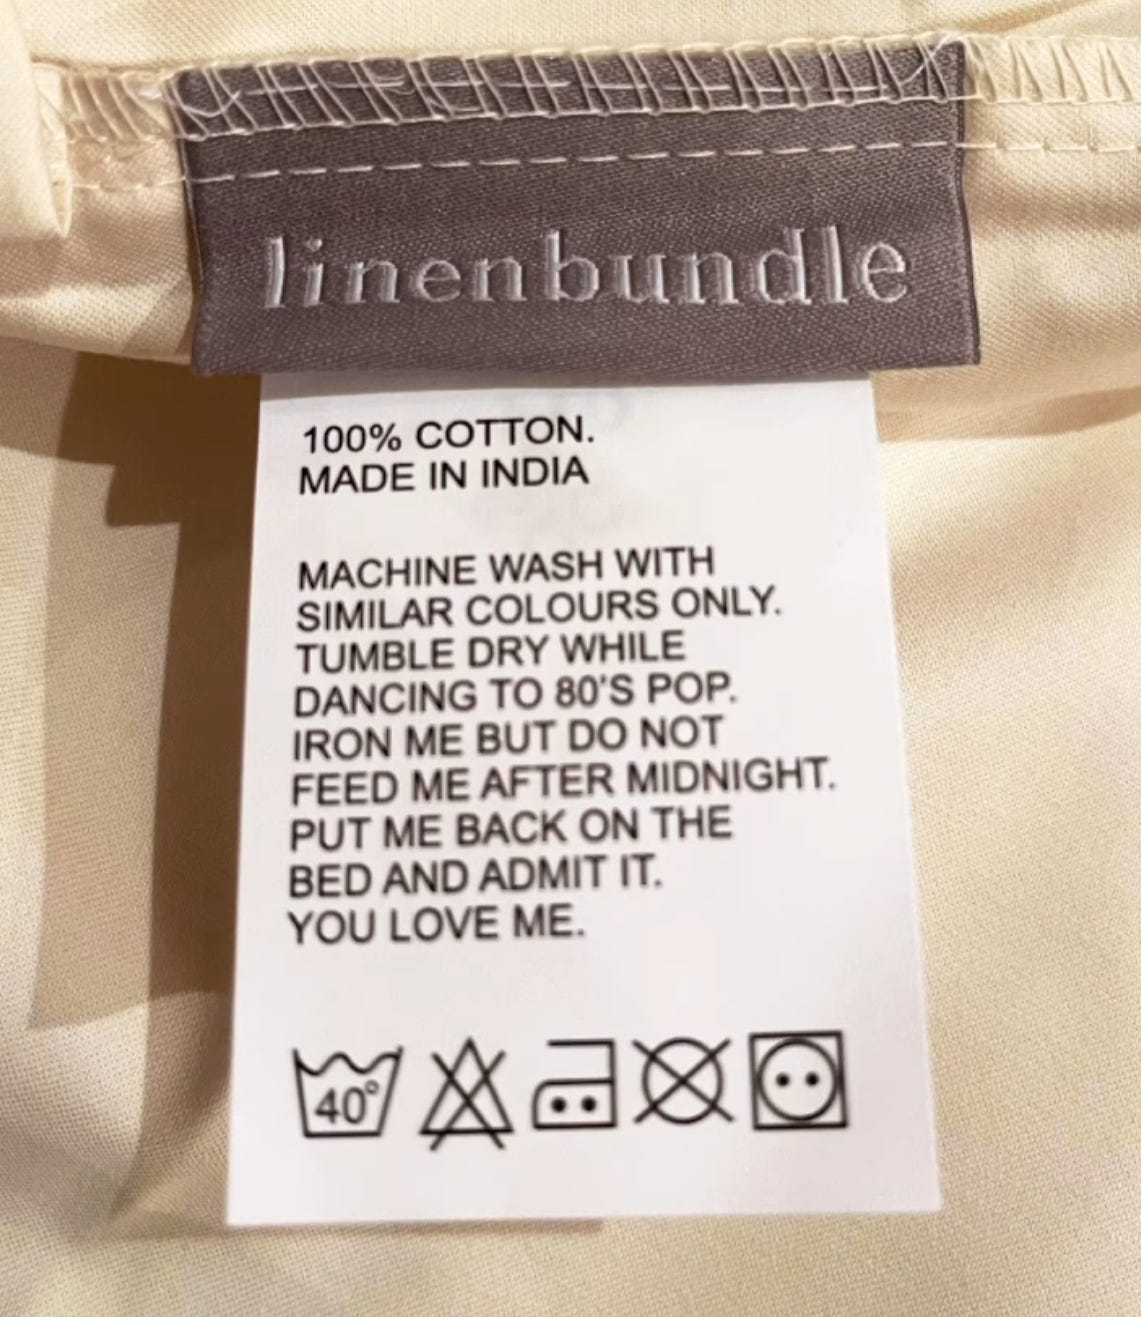 linenbundle
100% COTTON.
MADE IN INDIA
MACHINE WASH WITH
SIMILAR COLOURS ONLY.
TUMBLE DRY WHILE
DANCING TO 80'S POP.
IRON ME BUT DO NOT
FEED ME AFTER MIDNIGHT.
PUT ME BACK ON THE
BED AND ADMIT IT.
YOU LOVE ME.
40°